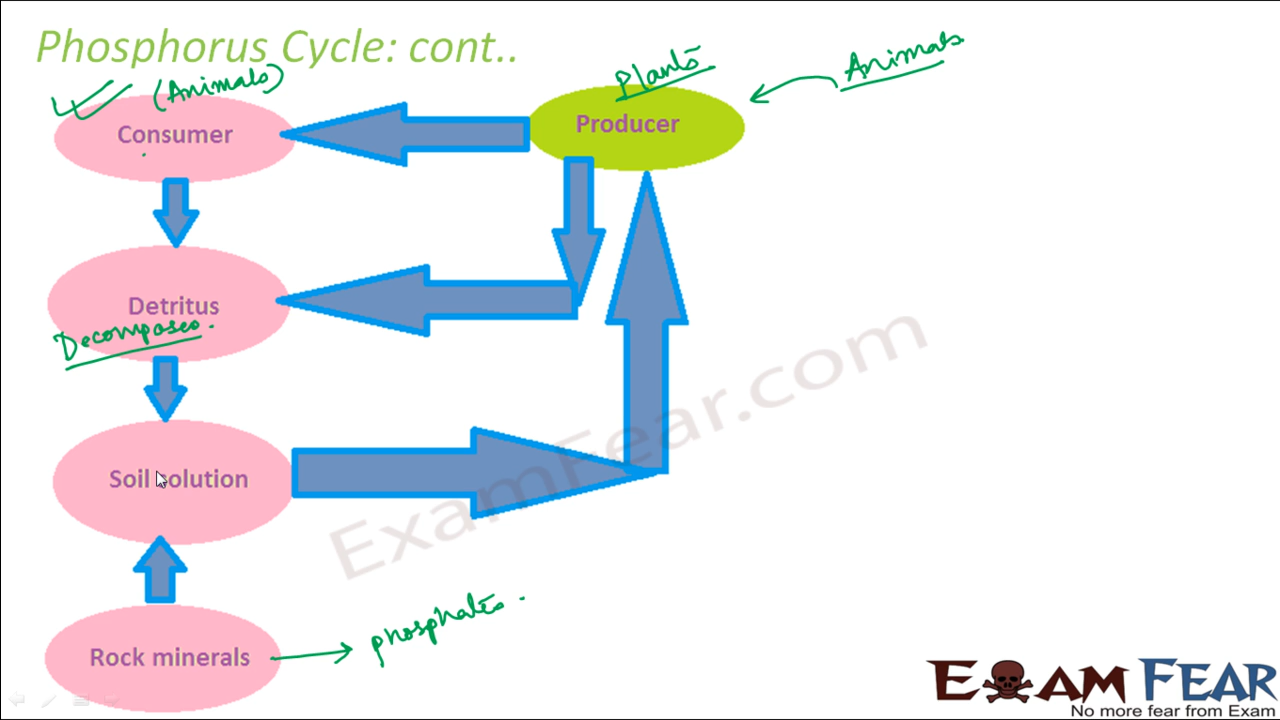 Phosphorus Cycle: cont..
(Animals)
Plants
Animals
Consumer
Producer
Detritus
Decomposes.
Soil solution
Rock minerals
phosphates.
ExamFear.com
EXAM FEAR
No more fear from Exam